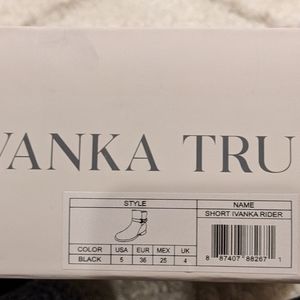 VANKA TRU
STYLE
NAME
SHORT IVANKA RIDER
COLOR USA EUR MEX UK
BLACK 5 36 25 4
8 87407 88267 1